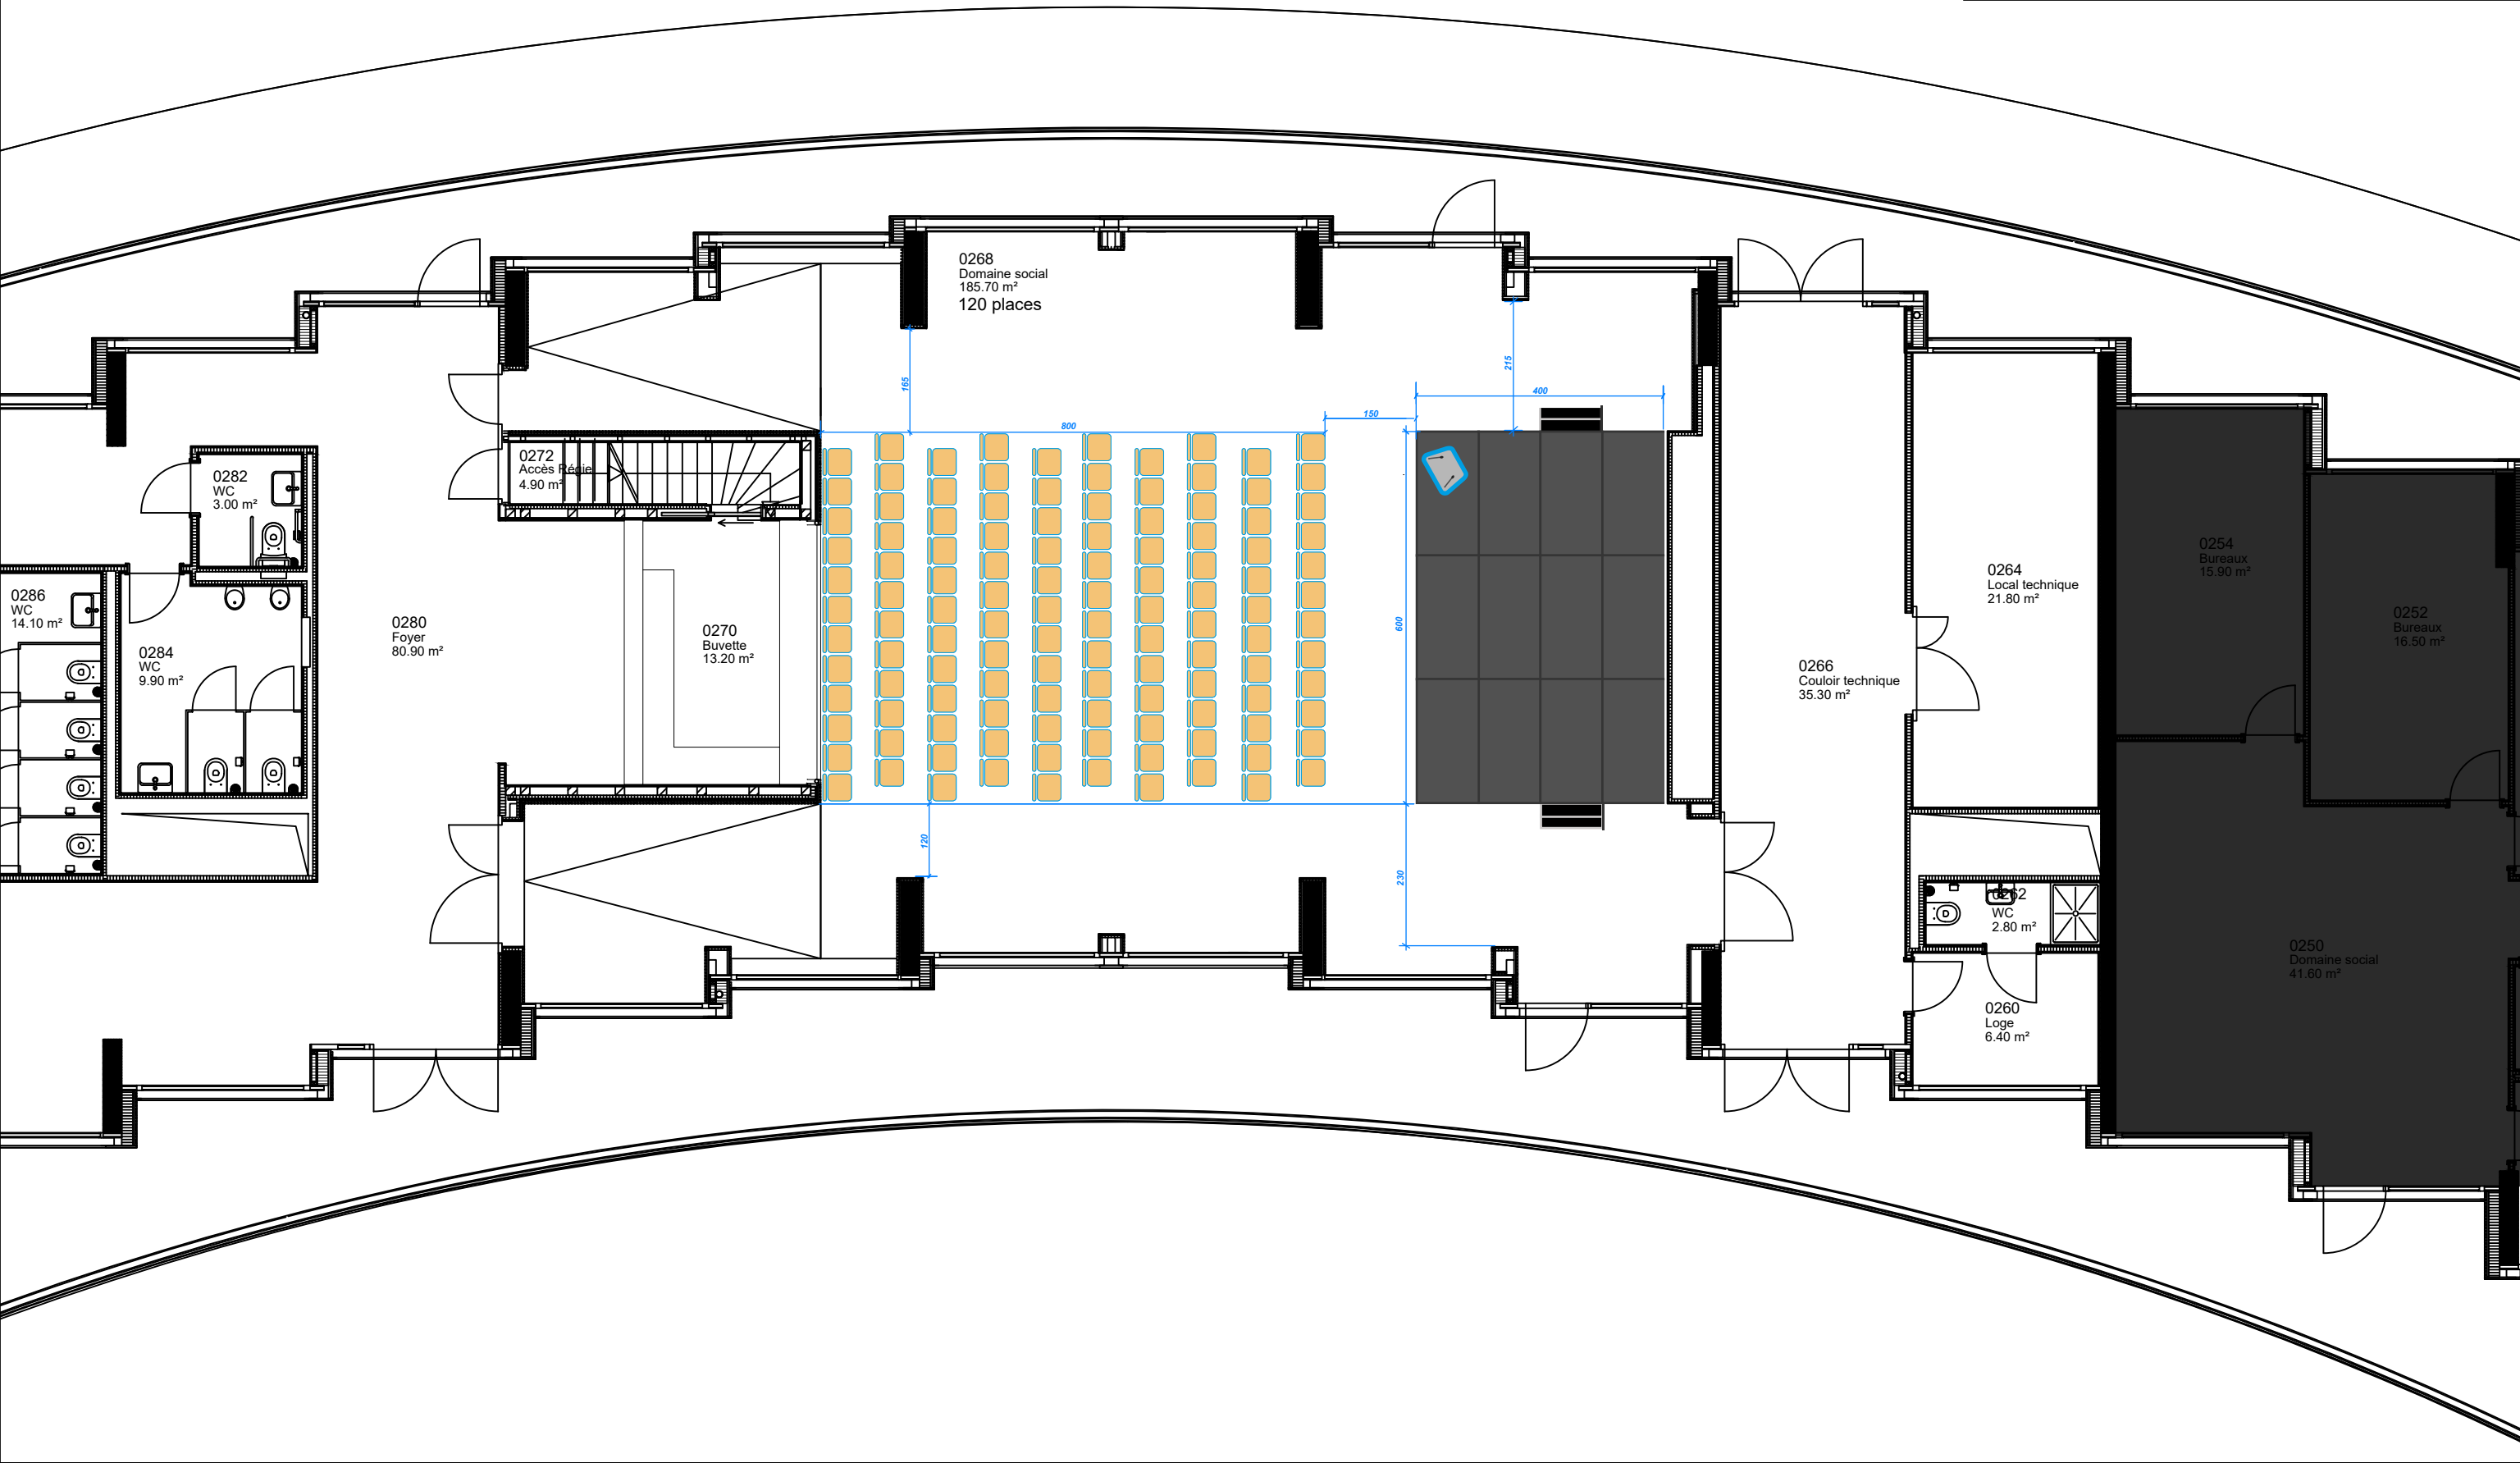 0268
Domaine social
185.70 m²
120 places
165
215
400
150
800
0272
Accès Régie
4.90 m²
0282
WC
3.00 m²
0254
Bureaux
15.90 m²
0264
Local technique
21.80 m²
0286
WC
14.10 m²
0252
Bureaux
16.50 m²
0280
Foyer
80.90 m²
0270
Buvette
13.20 m²
600
0284
WC
9.90 m²
0266
Couloir technique
35.30 m²
120
230
0262
WC
2.80 m²
0250
Domaine social
41.60 m²
0260
Loge
6.40 m²